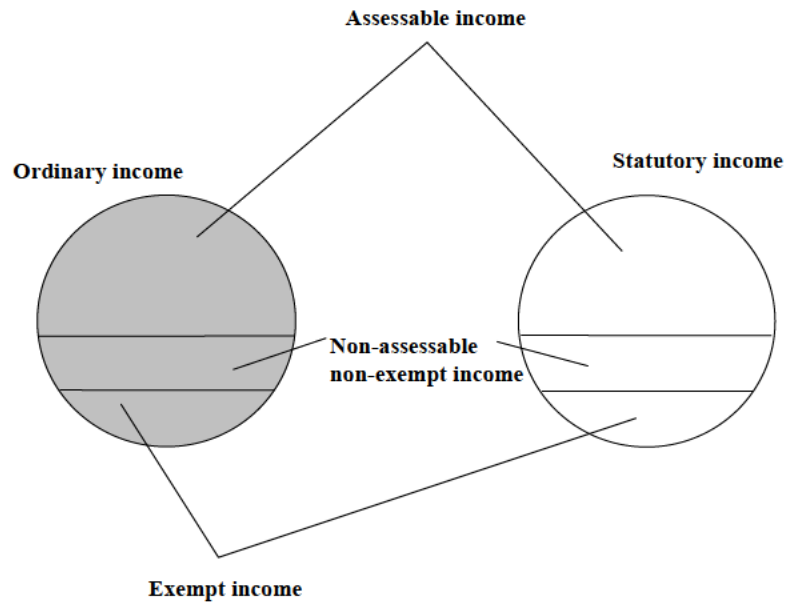 Assessable income
Ordinary income
Statutory income
Non-assessable
non-exempt income
Exempt income